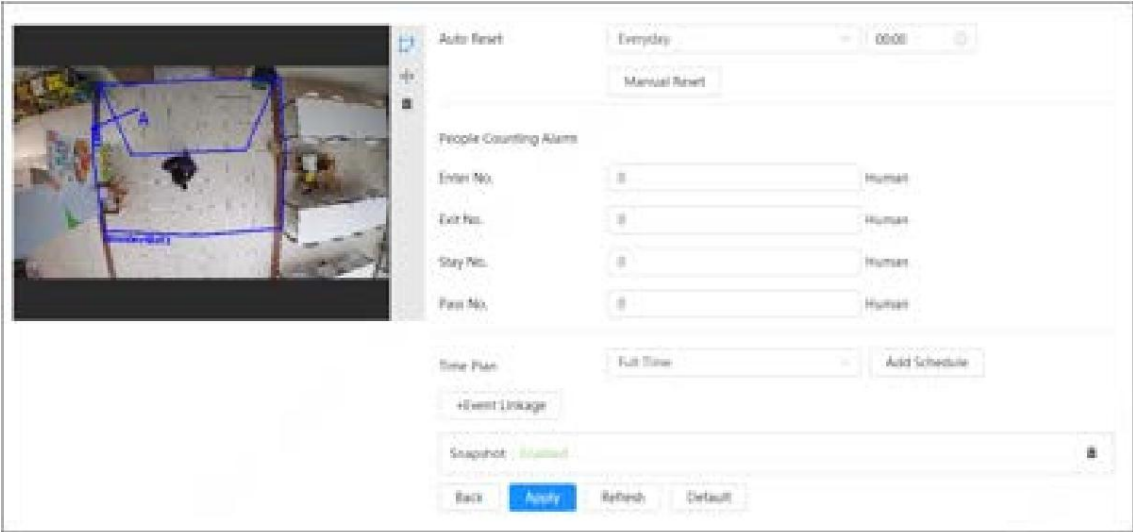 Auto Reset
Everyday
00:00
Manual Reset
A
People Counting Alarm
Enter No.
0
Human
Exit No.
0
Human
Stay No.
0
Human
Pass No.
0
Human
Time Plan
Full Time
Add Schedule
+Event Linkage
Snapshot
Enabled
Back
Apply
Refresh
Default